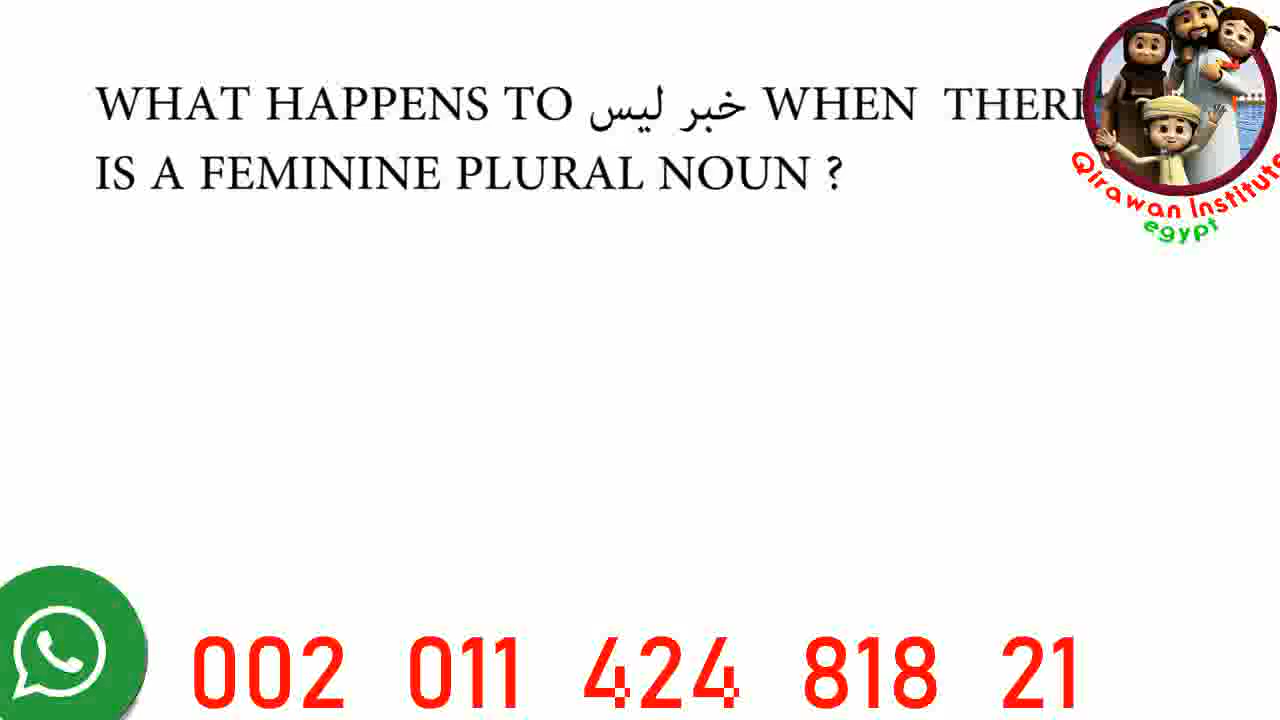 WHAT HAPPENS TO خبر ليس WHEN THERE
IS A FEMININE PLURAL NOUN ?
Qirawan Institute
egypt
002 011 424 818 21